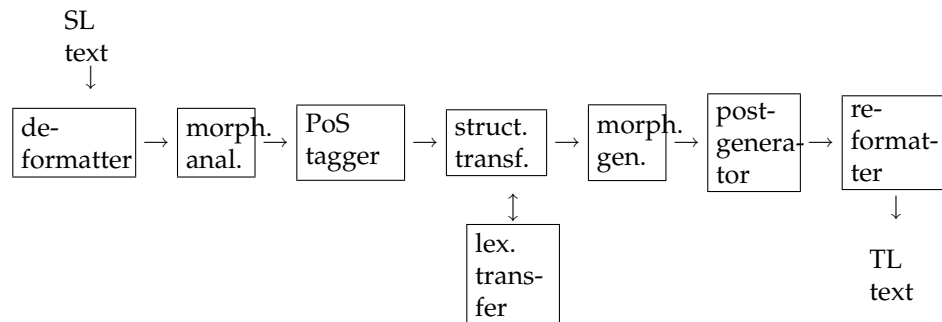 SL
text
de-
formatter
morph.
anal.
PoS
tagger
struct.
transf.
morph.
gen.
post-
genera-
tor
re-
format-
ter
lex.
trans-
fer
TL
text